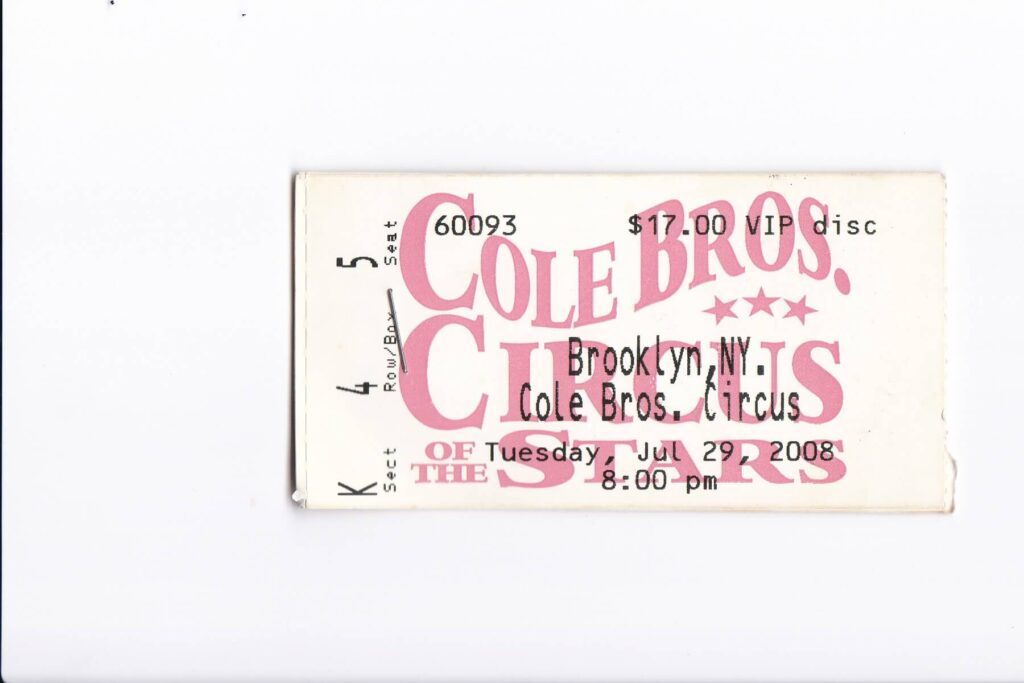 60093 $17.00 VIP disc
COLE BROS.
CIRCUS
OF THE STARS
Brooklyn,NY.
Cole Bros. Circus
Tuesday, Jul 29, 2008
8:00 pm
Seat 5
Row/Box 4
Sect K